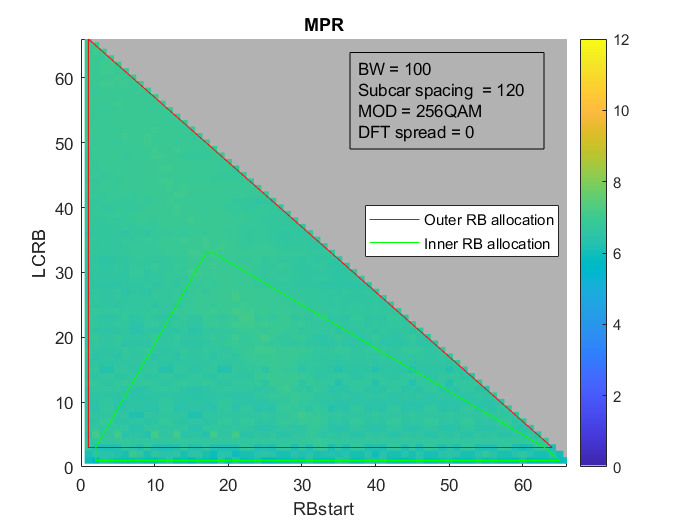 MPR
BW = 100
Subcar spacing  = 120
MOD = 256QAM
DFT spread = 0
Outer RB allocation
Inner RB allocation
LCRB
60
50
40
30
20
10
0
0 10 20 30 40 50 60
RBstart
12
10
8
6
4
2
0